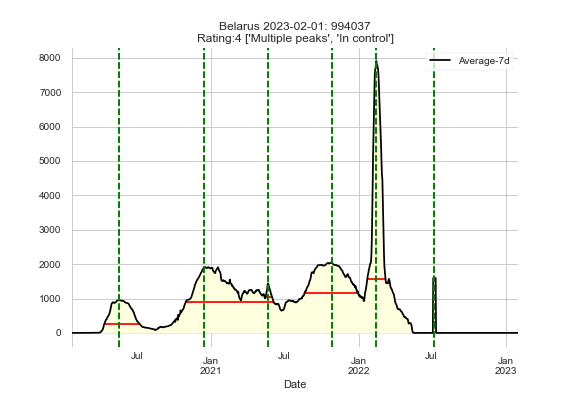 Belarus 2023-02-01: 994037
Rating:4 ['Multiple peaks', 'In control']
Average-7d
8000
7000
6000
5000
4000
3000
2000
1000
0
Jul
Jan
2021
Jul
Jan
2022
Jul
Jan
2023
Date